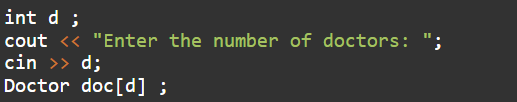 int d ;
cout << "Enter the number of doctors: ";
cin >> d;
Doctor doc[d] ;